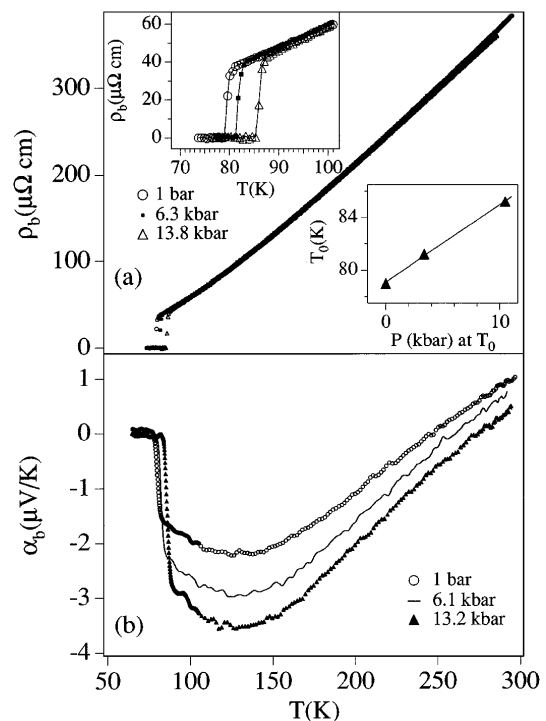 300
200
100
0
ρb(μΩ cm)
(a)
60
40
20
0
ρb(μΩ cm)
70 80 90 100
T(K)
1 bar
6.3 kbar
13.8 kbar
84
80
T0(K)
0 10
P (kbar) at T0
1
0
-1
-2
-3
-4
αb(μV/K)
(b)
1 bar
6.1 kbar
13.2 kbar
50 100 150 200 250 300
T(K)